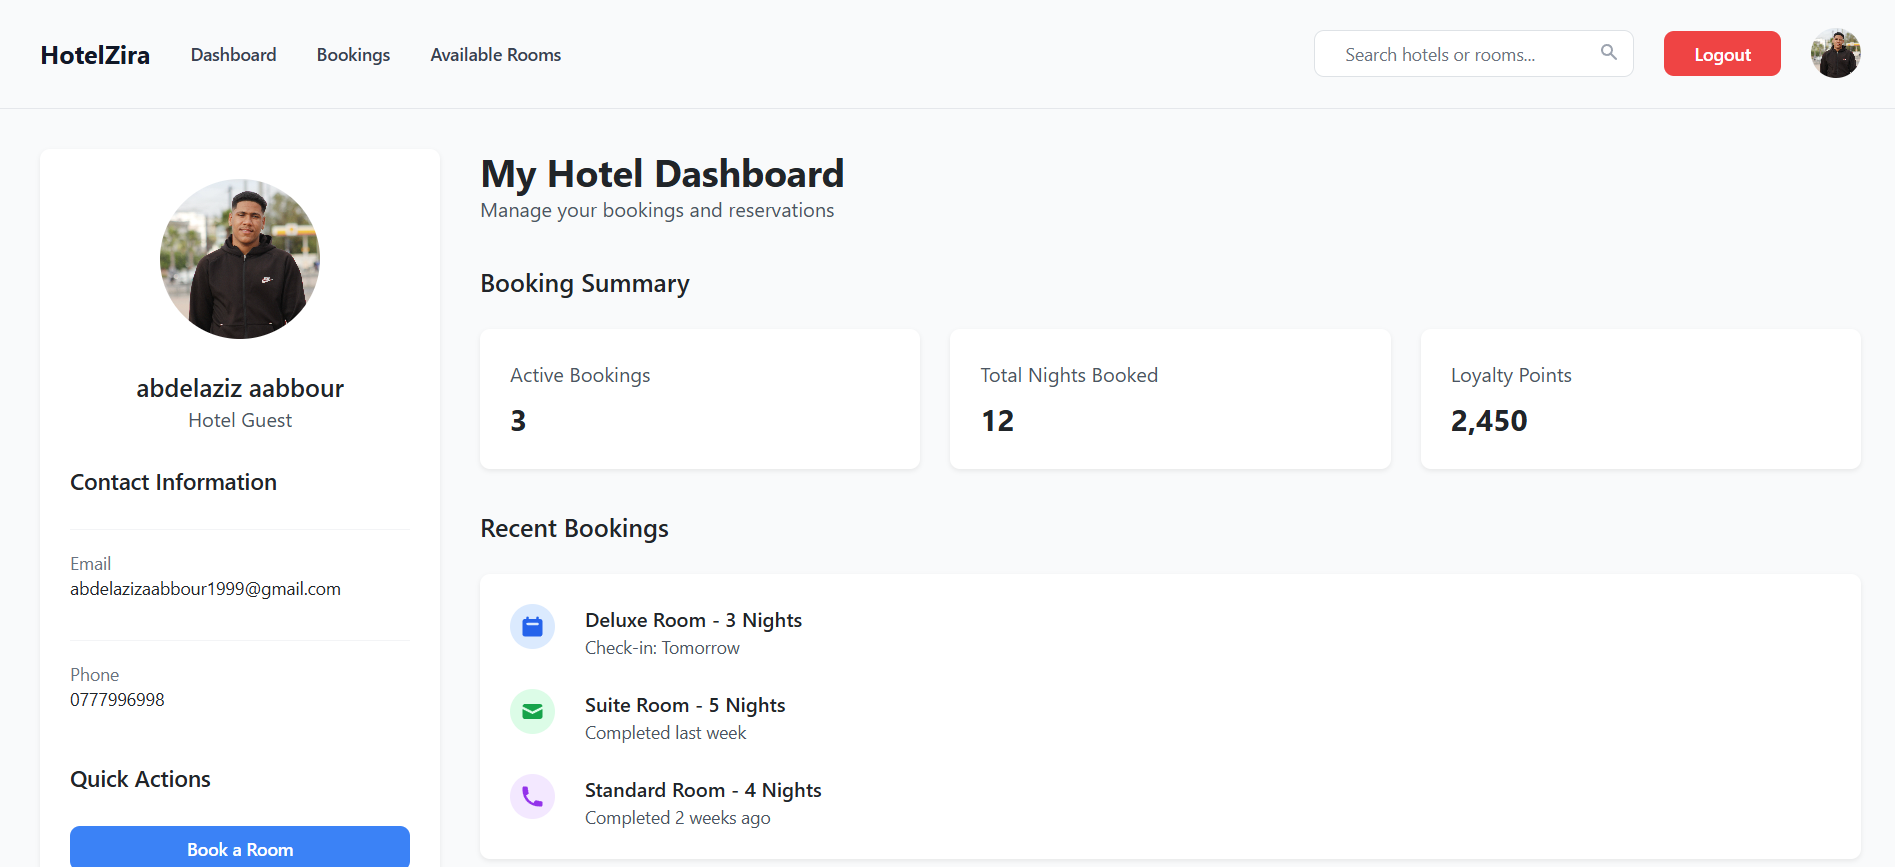 HotelZira
Dashboard
Bookings
Available Rooms
Search hotels or rooms...
Logout
abdelaziz aabbour
Hotel Guest
Contact Information
Email
abdelazizaabbour1999@gmail.com
Phone
0777996998
Quick Actions
Book a Room
My Hotel Dashboard
Manage your bookings and reservations
Booking Summary
Active Bookings
3
Total Nights Booked
12
Loyalty Points
2,450
Recent Bookings
Deluxe Room - 3 Nights
Check-in: Tomorrow
Suite Room - 5 Nights
Completed last week
Standard Room - 4 Nights
Completed 2 weeks ago